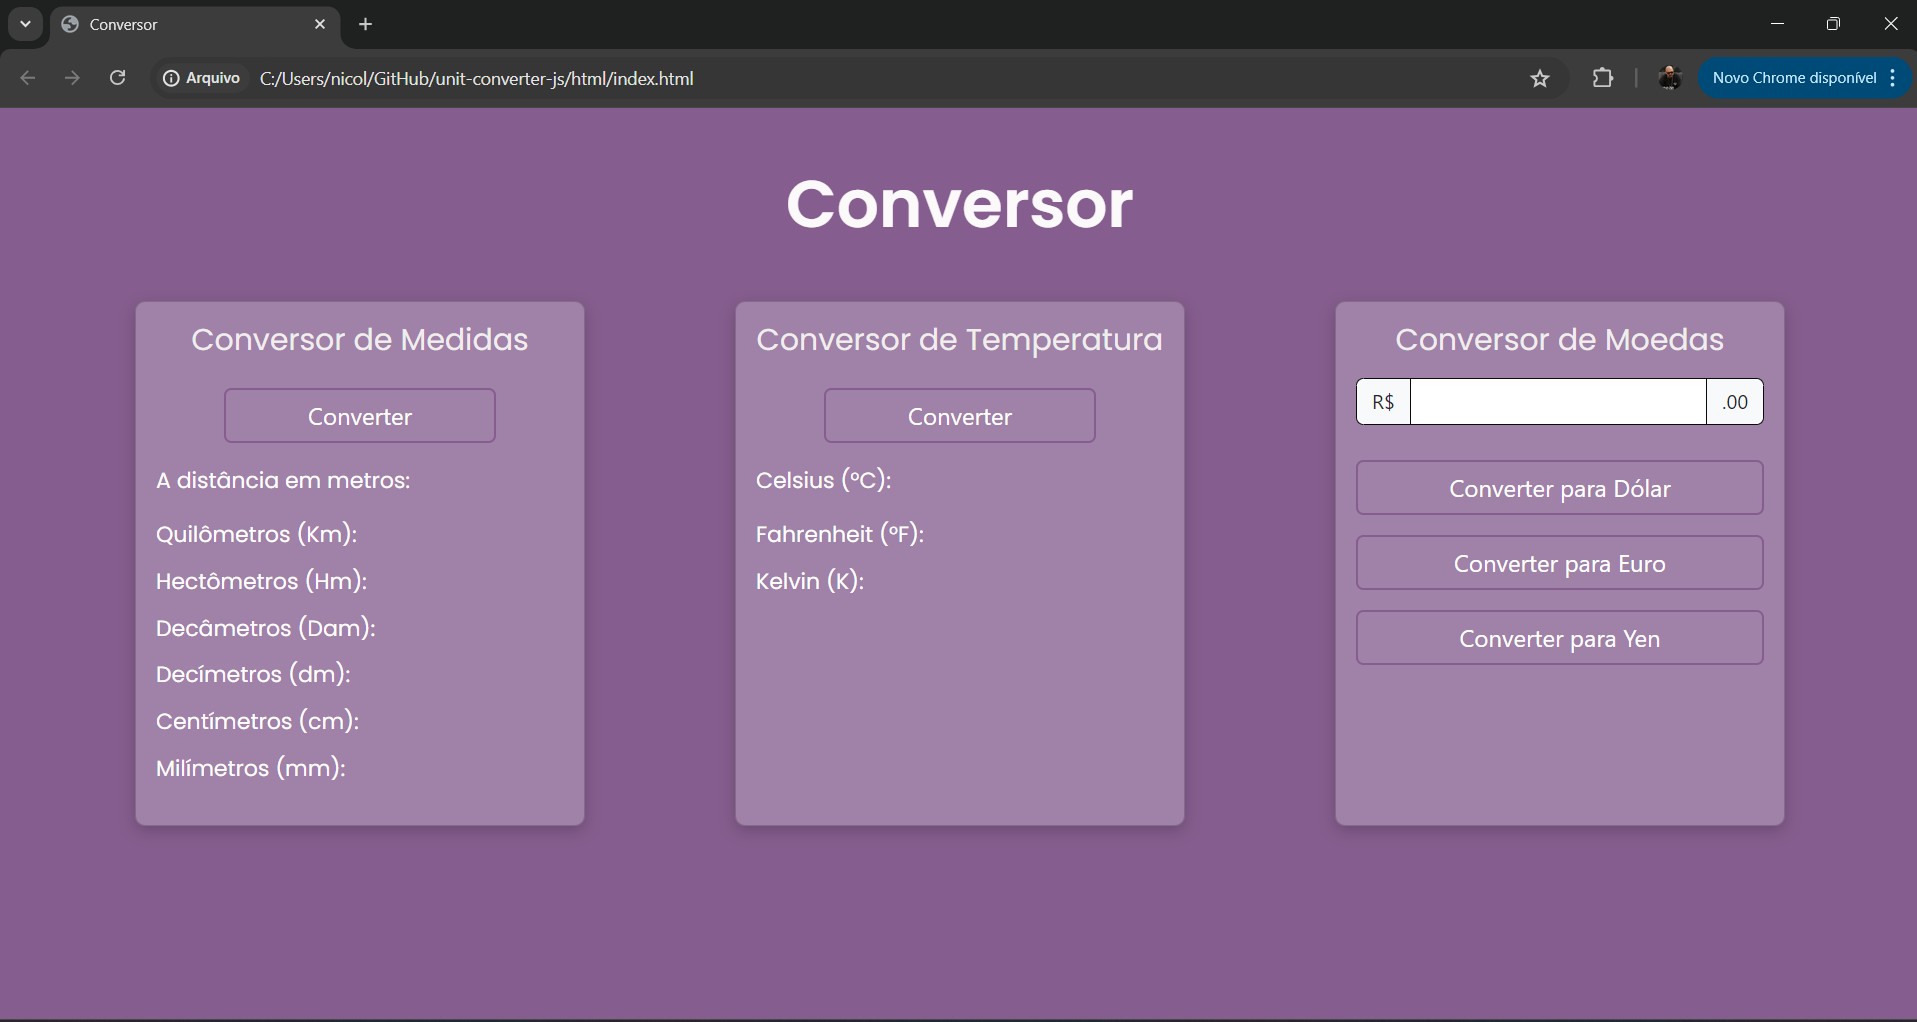 Conversor
Arquivo
C:/Users/nicol/GitHub/unit-converter-js/html/index.html
Novo Chrome disponível
Conversor
Conversor de Medidas
Converter
A distância em metros:
Quilômetros (Km):
Hectômetros (Hm):
Decâmetros (Dam):
Decímetros (dm):
Centímetros (cm):
Milímetros (mm):
Conversor de Temperatura
Converter
Celsius (°C):
Fahrenheit (°F):
Kelvin (K):
Conversor de Moedas
R$ .00
Converter para Dólar
Converter para Euro
Converter para Yen